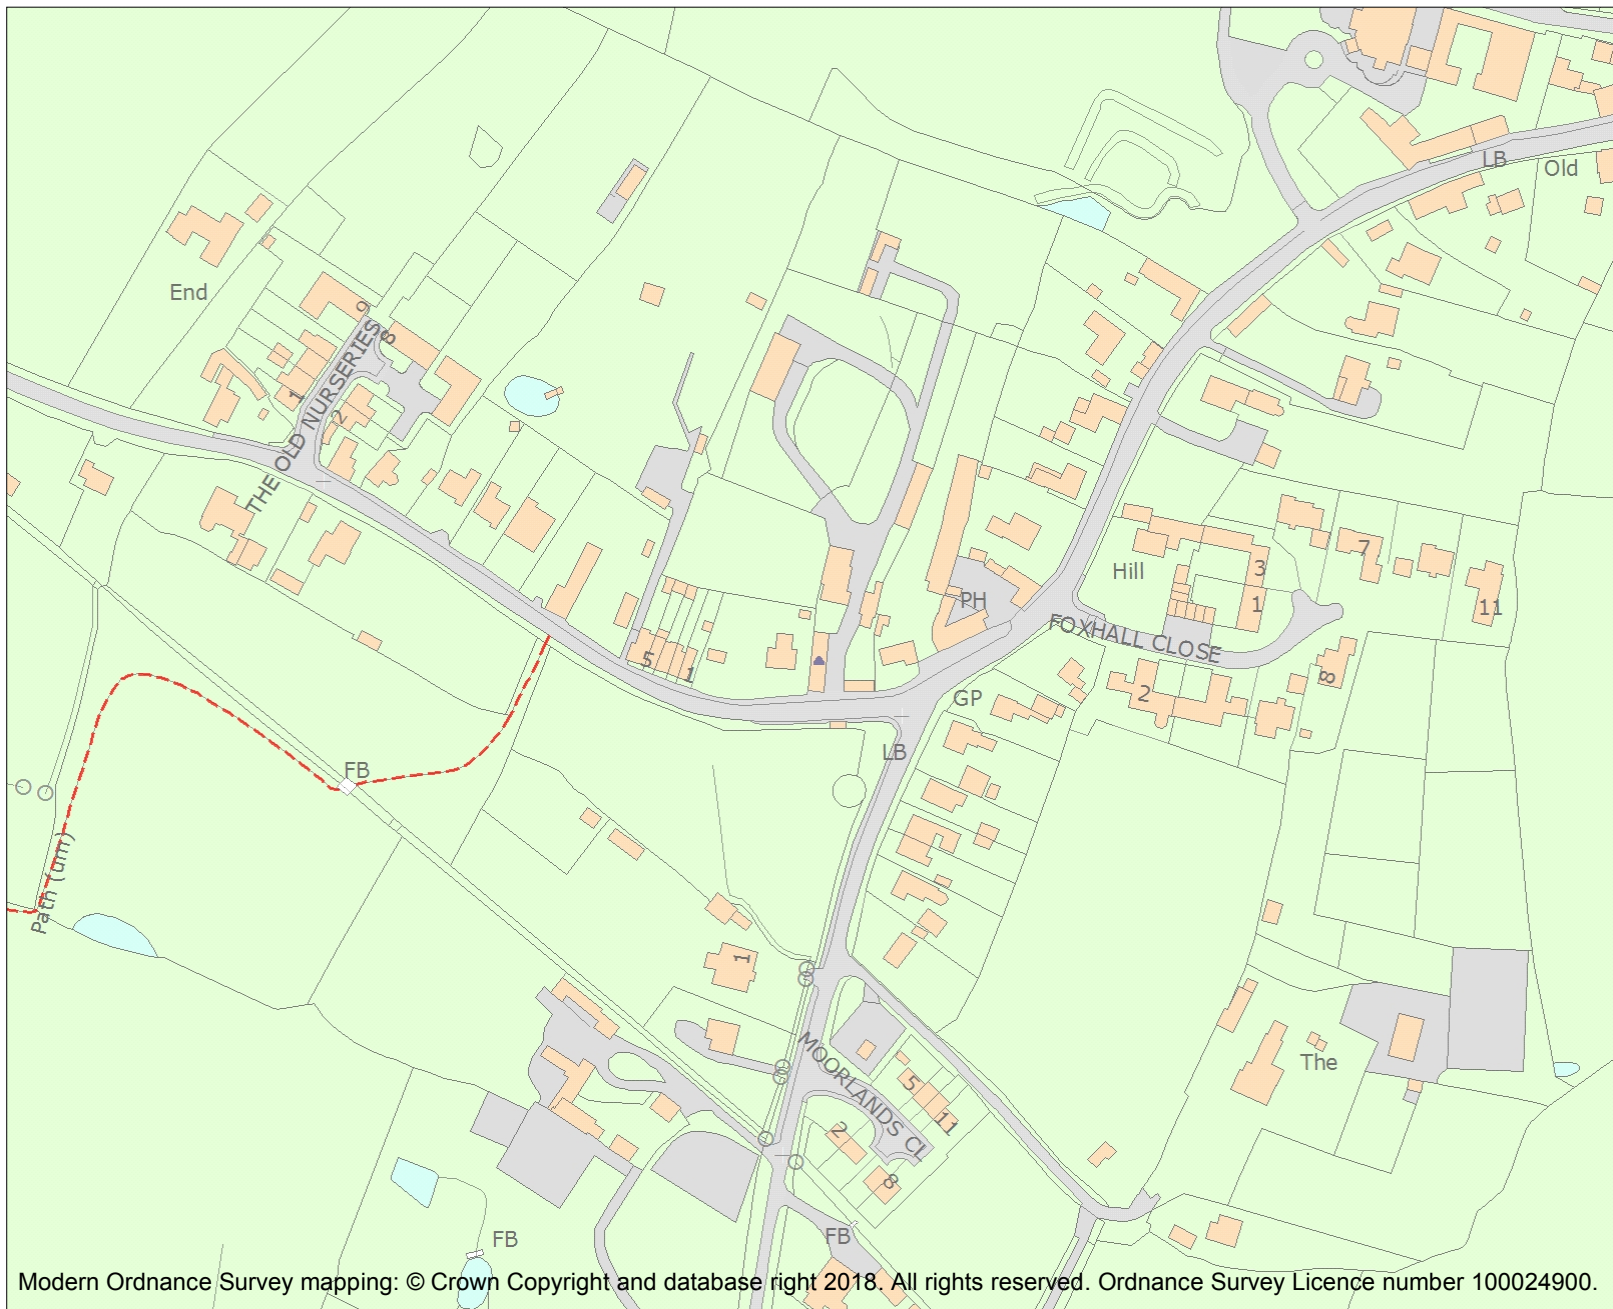 LB
Old
End
9
8
THE OLD NURSERIES
1
2
7
Hill
3
PH
1
11
FOXHALL CLOSE
5
1
8
2
GP
LB
FB
Path (um)
1
The
MOORLANDS CL
5
11
2
8
FB
FB
Modern Ordnance Survey mapping: © Crown Copyright and database right 2018. All rights reserved. Ordnance Survey Licence number 100024900.